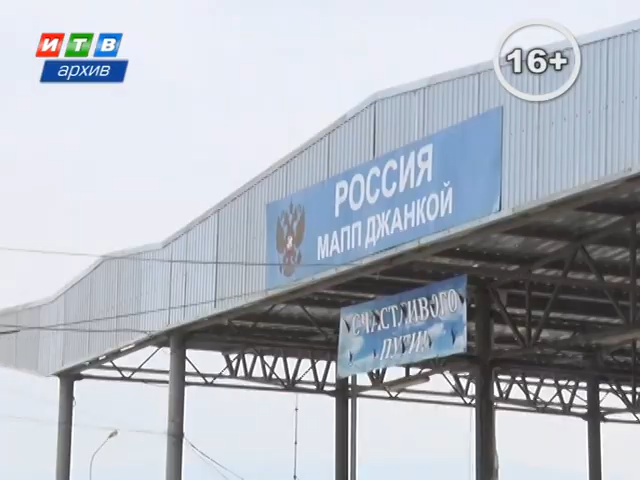 ИТВ
архив
16+
РОССИЯ
МАПП ДЖАНКОЙ
СЧАСТЛИВОГО
ПУТИ!